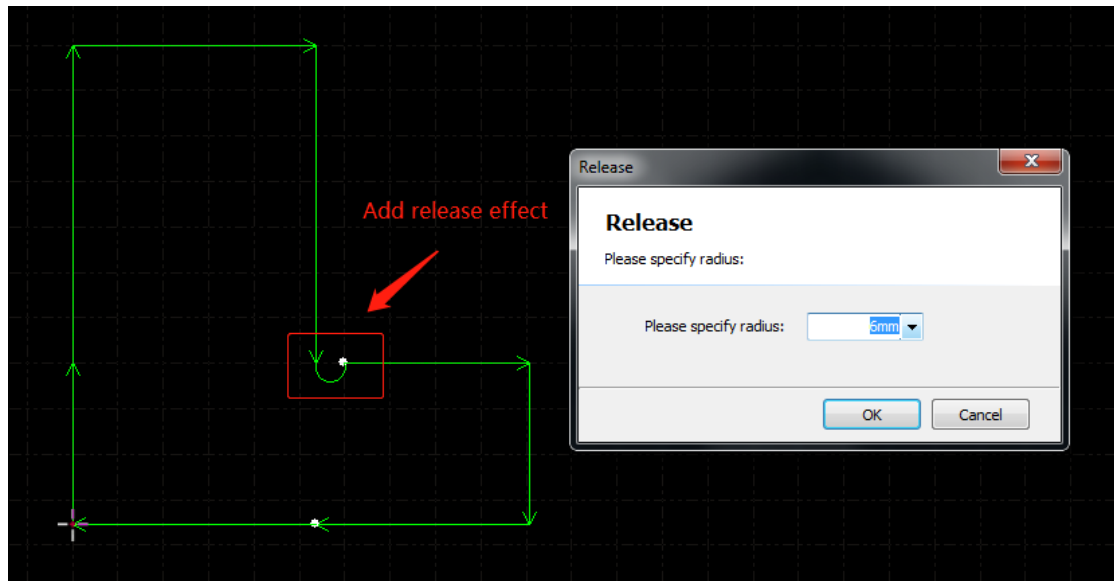 Add release effect
Release
Release
Please specify radius:
Please specify radius:
6mm
OK
Cancel